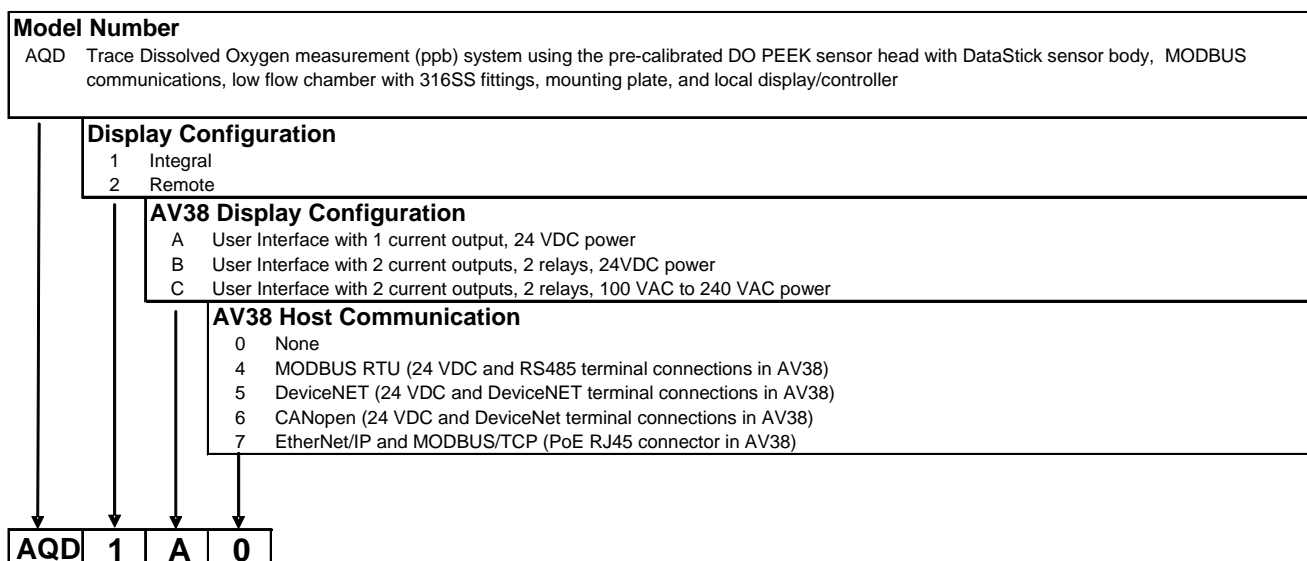 Model Number
AQD Trace Dissolved Oxygen measurement (ppb) system using the pre-calibrated DO PEEK sensor head with DataStick sensor body, MODBUS
communications, low flow chamber with 316SS fittings, mounting plate, and local display/controller
Display Configuration
1 Integral
2 Remote
AV38 Display Configuration
A User Interface with 1 current output, 24 VDC power
B User Interface with 2 current outputs, 2 relays, 24VDC power
C User Interface with 2 current outputs, 2 relays, 100 VAC to 240 VAC power
AV38 Host Communication
0 None
4 MODBUS RTU (24 VDC and RS485 terminal connections in AV38)
5 DeviceNET (24 VDC and DeviceNET terminal connections in AV38)
6 CANopen (24 VDC and DeviceNet terminal connections in AV38)
7 EtherNet/IP and MODBUS/TCP (PoE RJ45 connector in AV38)
AQD 1 A 0